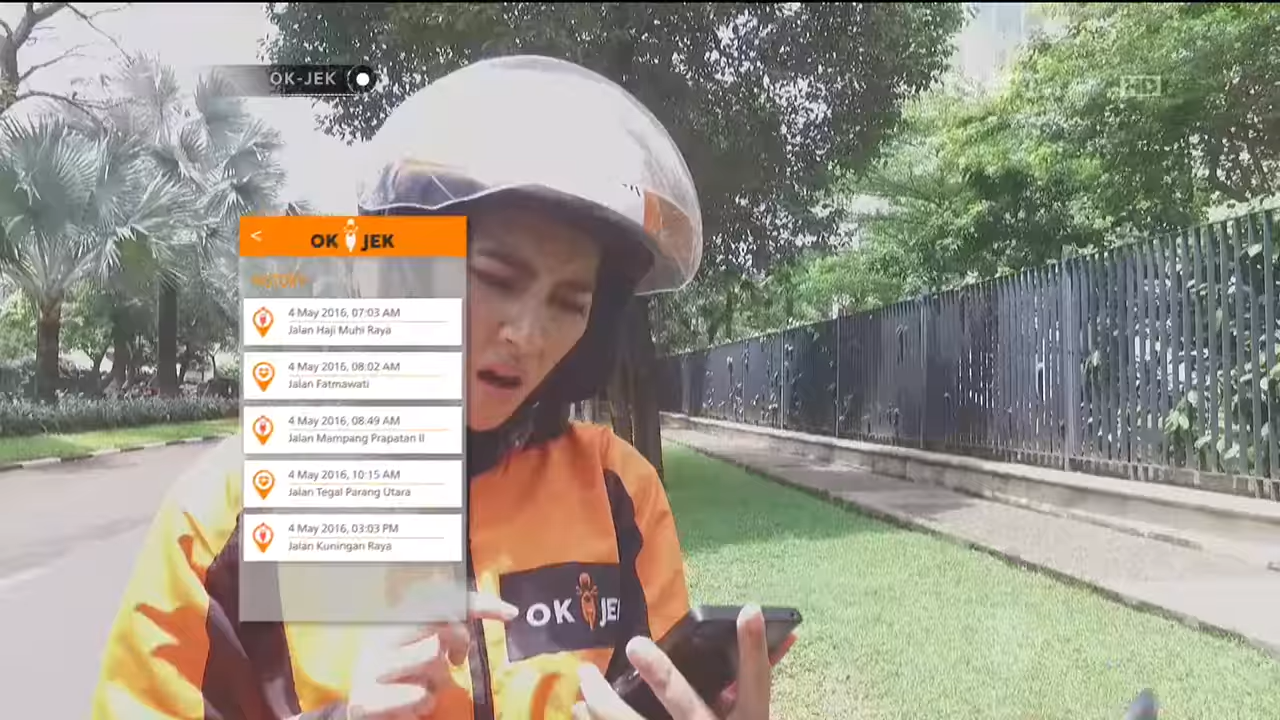 OK-JEK
HD
<
OK JEK
HISTORY
4 May 2016, 07:03 AM
Jalan Haji Muhi Raya
4 May 2016, 08:02 AM
Jalan Fatmawati
4 May 2016, 08:49 AM
Jalan Mampang Prapatan II
4 May 2016, 10:15 AM
Jalan Tegal Parang Utara
4 May 2016, 03:03 PM
Jalan Kuningan Raya
OK JEK